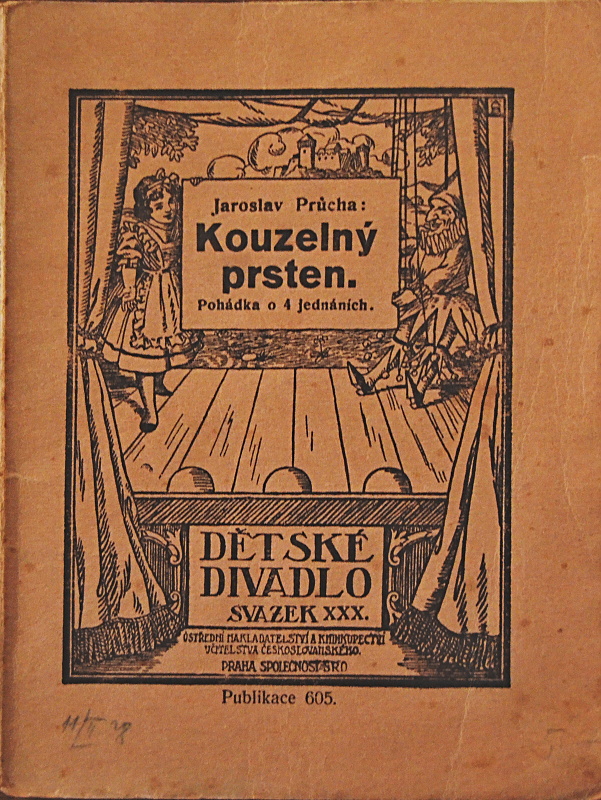 Jaroslav Průcha:
Kouzelný
prsten.
Pohádka o 4 jednáních.
DĚTSKÉ
DIVADLO
SVAZEK XXX.
ÚSTŘEDNÍ NAKLADATELSTVÍ A KNIHKUPECTVÍ
UČITELSTVA ČESKOSLOVANSKÉHO.
PRAHA SPOLEČNOST SRO
Publikace 605.